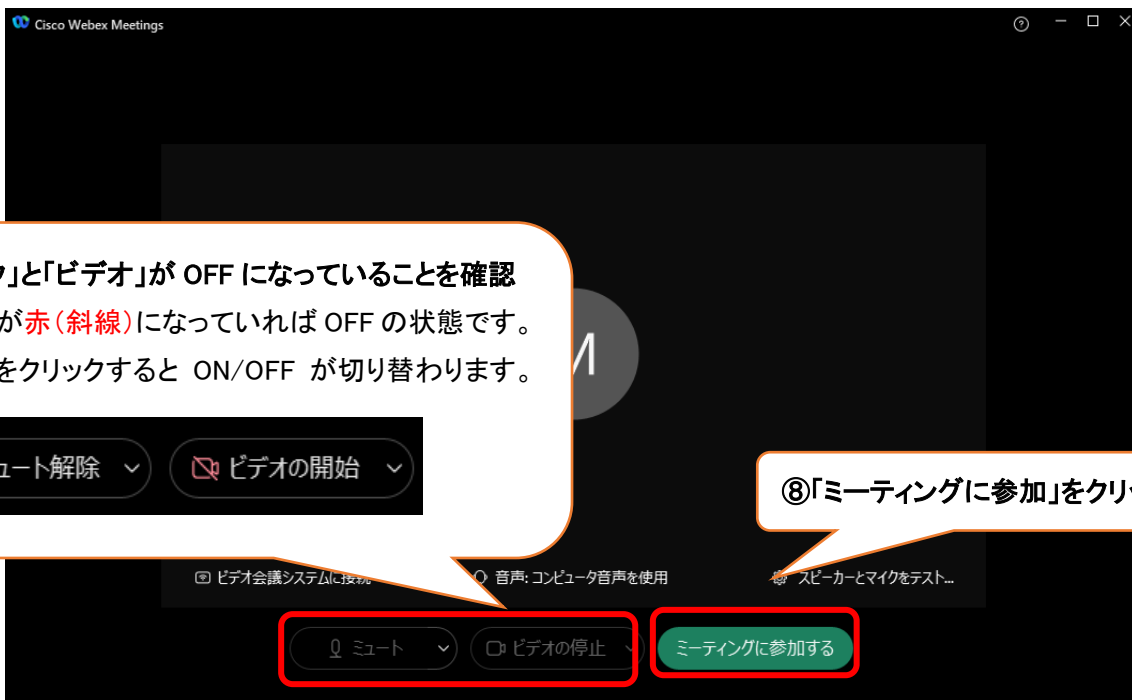 Cisco Webex Meetings
」と「ビデオ」が OFF になっていることを確認
が赤（斜線）になっていれば OFF の状態です。
をクリックすると ON/OFF が切り替わります。
ュート解除
ビデオの開始
M
⑧「ミーティングに参加」をクリッ
ビデオ会議システムに接続
音声: コンピュータ音声を使用
スピーカーとマイクをテスト...
ミュート
ビデオの停止
ミーティングに参加する